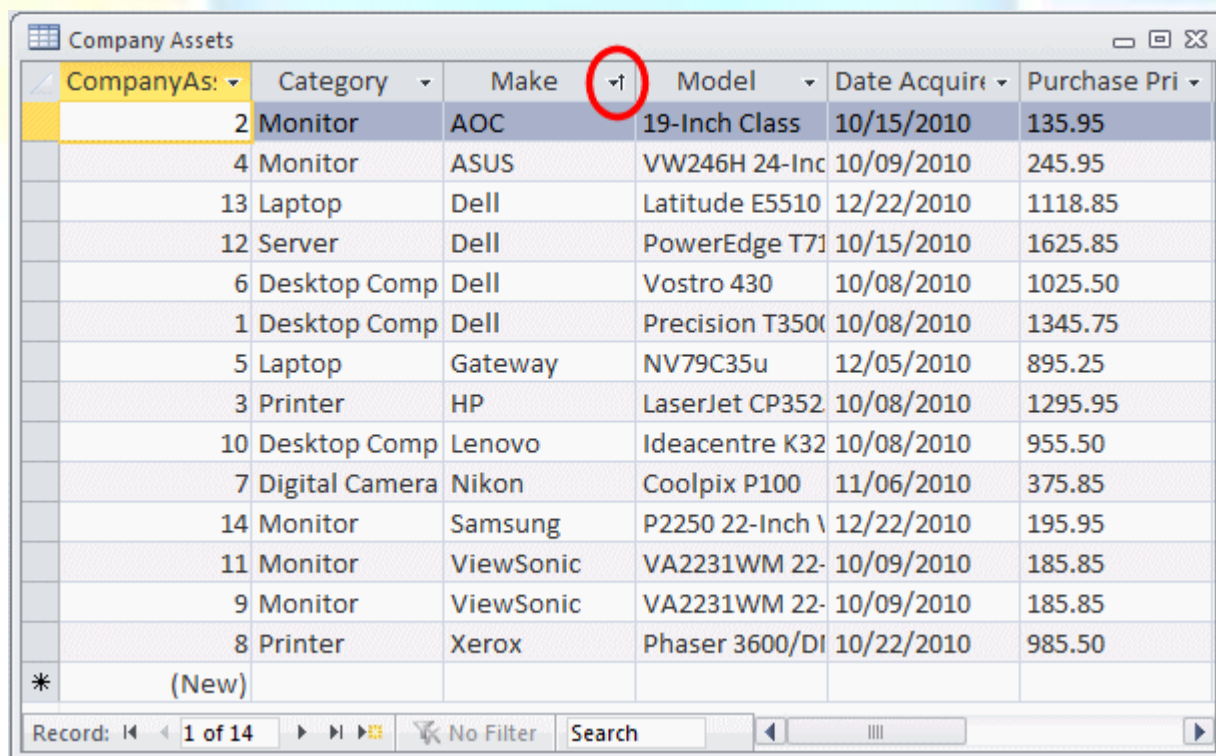 Company Assets
CompanyAs: Category Make Model Date Acquire Purchase Pri
2 Monitor AOC 19-Inch Class 10/15/2010 135.95
4 Monitor ASUS VW246H 24-Inc 10/09/2010 245.95
13 Laptop Dell Latitude E5510 12/22/2010 1118.85
12 Server Dell PowerEdge T71 10/15/2010 1625.85
6 Desktop Comp Dell Vostro 430 10/08/2010 1025.50
1 Desktop Comp Dell Precision T3500 10/08/2010 1345.75
5 Laptop Gateway NV79C35u 12/05/2010 895.25
3 Printer HP LaserJet CP352 10/08/2010 1295.95
10 Desktop Comp Lenovo Ideacentre K32 10/08/2010 955.50
7 Digital Camera Nikon Coolpix P100 11/06/2010 375.85
14 Monitor Samsung P2250 22-Inch 12/22/2010 195.95
11 Monitor ViewSonic VA2231WM 22- 10/09/2010 185.85
9 Monitor ViewSonic VA2231WM 22- 10/09/2010 185.85
8 Printer Xerox Phaser 3600/D 10/22/2010 985.50
(New)
Record: 1 of 14 No Filter Search